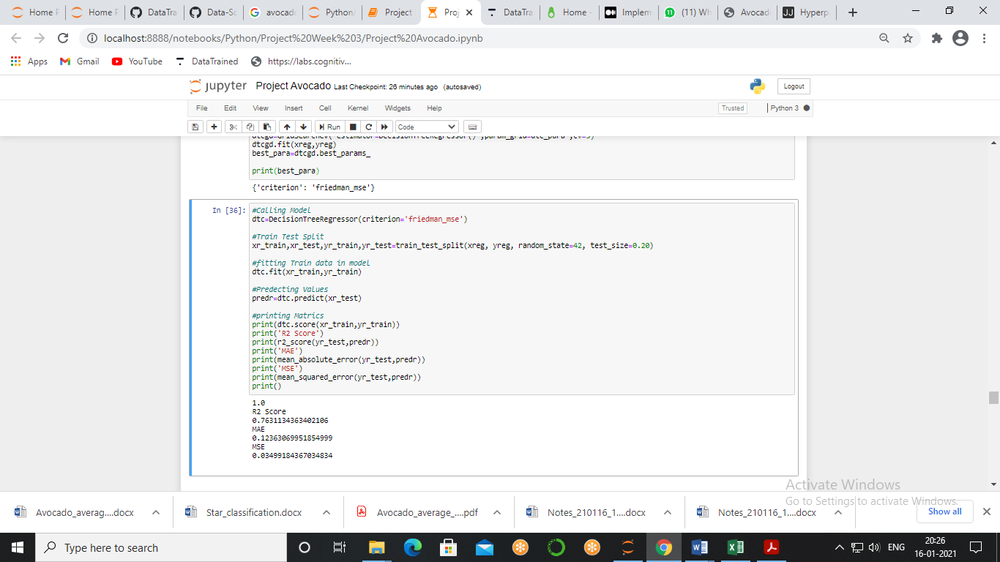 Home P
Home P
DataTra
Data-Sc
avocado
Python/
Project
Proj
DataTra
Home -
Implem
(11) Wh
Avocad
Hyperp
localhost:8888/notebooks/Python/Project%20Week%203/Project%20Avocado.ipynb
Apps
Gmail
YouTube
DataTrained
https://labs.cognitiv...
jupyter Project Avocado Last Checkpoint: 26 minutes ago (autosaved)
Logout
File Edit View Insert Cell Kernel Widgets Help
Trusted
Python 3
Run
Code
dtcgd=GridSearchCV( estimator=DecisionTreeRegressor() ,param_grid=dtc_para ,cv=5)
dtcgd.fit(xreg,yreg)
best_para=dtcgd.best_params_
print(best_para)
{'criterion': 'friedman_mse'}
In [36]:
#Calling Model
dtc=DecisionTreeRegressor(criterion='friedman_mse')
#Train Test Split
xr_train,xr_test,yr_train,yr_test=train_test_split(xreg, yreg, random_state=42, test_size=0.20)
#fitting Train data in model
dtc.fit(xr_train,yr_train)
#Predecting Values
predr=dtc.predict(xr_test)
#printing Matrics
print(dtc.score(xr_train,yr_train))
print('R2 Score')
print(r2_score(yr_test,predr))
print('MAE')
print(mean_absolute_error(yr_test,predr))
print('MSE')
print(mean_squared_error(yr_test,predr))
print()
1.0
R2 Score
0.7631134363402106
MAE
0.12363069951854999
MSE
0.03499184367034834
Activate Windows
Go to Settings to activate Windows.
Avocado_averag....docx
Star_classification.docx
Avocado_average_....pdf
Notes_210116_1....docx
Notes_210116_1....docx
Show all
Type here to search
ENG
20:26
16-01-2021